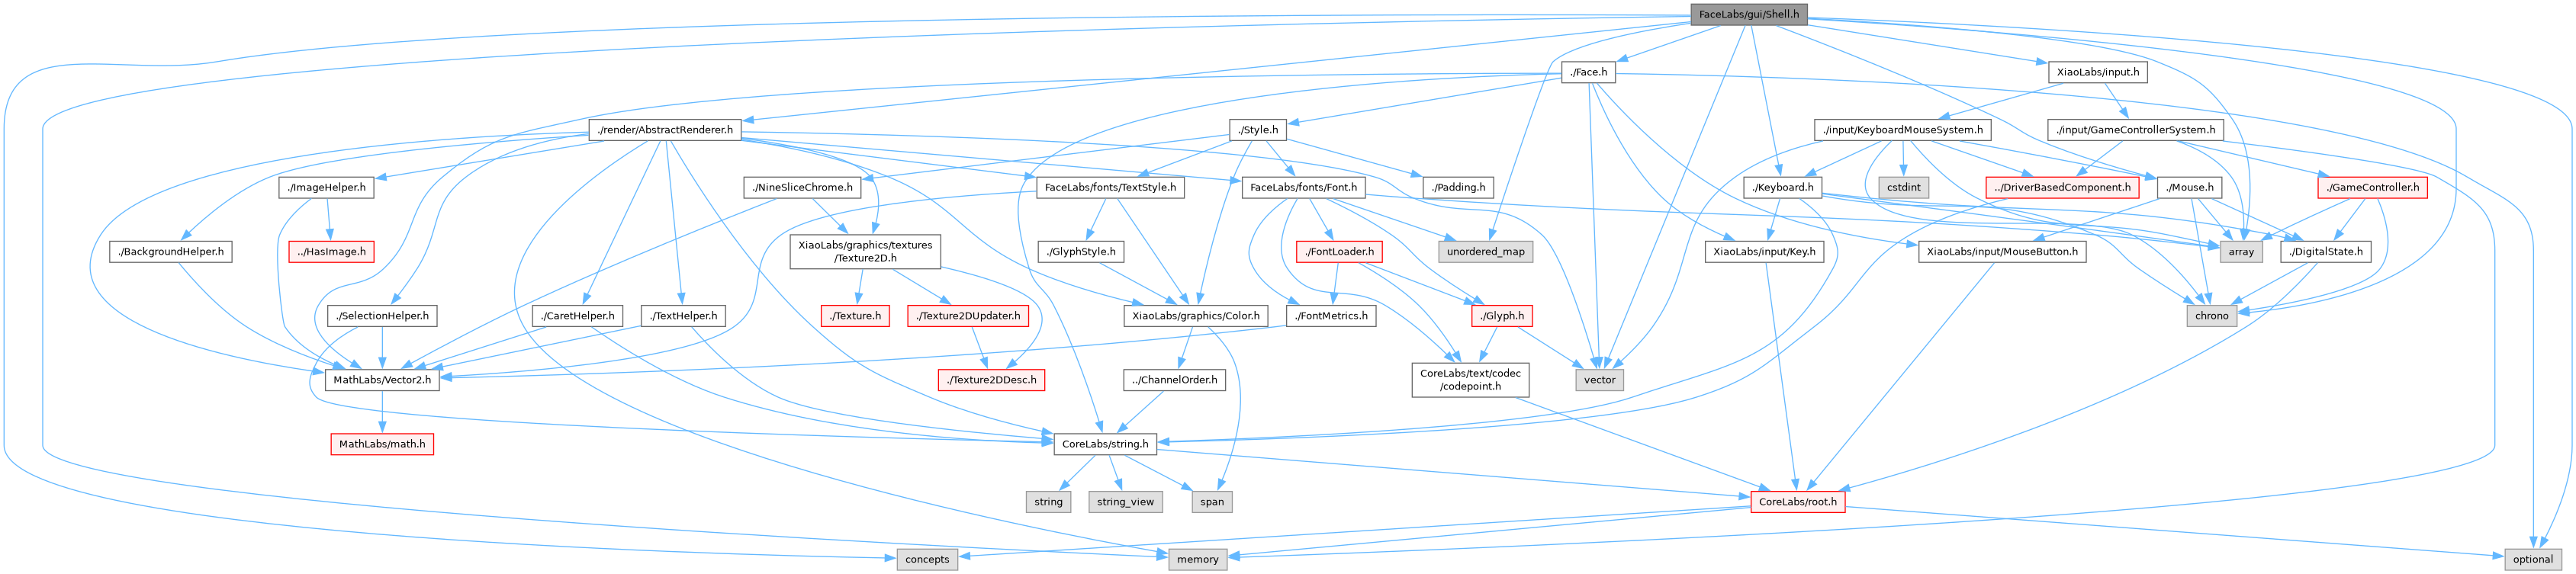 FaceLabs/gui/Shell.h
./Face.h
XiaoLabs/input.h
./render/AbstractRenderer.h
./Style.h
./input/KeyboardMouseSystem.h
./input/GameControllerSystem.h
./ImageHelper.h
./NineSliceChrome.h
FaceLabs/fonts/TextStyle.h
FaceLabs/fonts/Font.h
./Padding.h
./Keyboard.h
cstdint
../DriverBasedComponent.h
./Mouse.h
./GameController.h
./BackgroundHelper.h
../HasImage.h
XiaoLabs/graphics/textures
/Texture2D.h
./GlyphStyle.h
./FontLoader.h
unordered_map
XiaoLabs/input/Key.h
XiaoLabs/input/MouseButton.h
array
./DigitalState.h
./SelectionHelper.h
./CaretHelper.h
./TextHelper.h
./Texture.h
./Texture2DUpdater.h
XiaoLabs/graphics/Color.h
./FontMetrics.h
./Glyph.h
chrono
MathLabs/Vector2.h
./Texture2DDesc.h
../ChannelOrder.h
CoreLabs/text/codec
/codepoint.h
vector
MathLabs/math.h
CoreLabs/string.h
string
string_view
span
CoreLabs/root.h
concepts
memory
optional